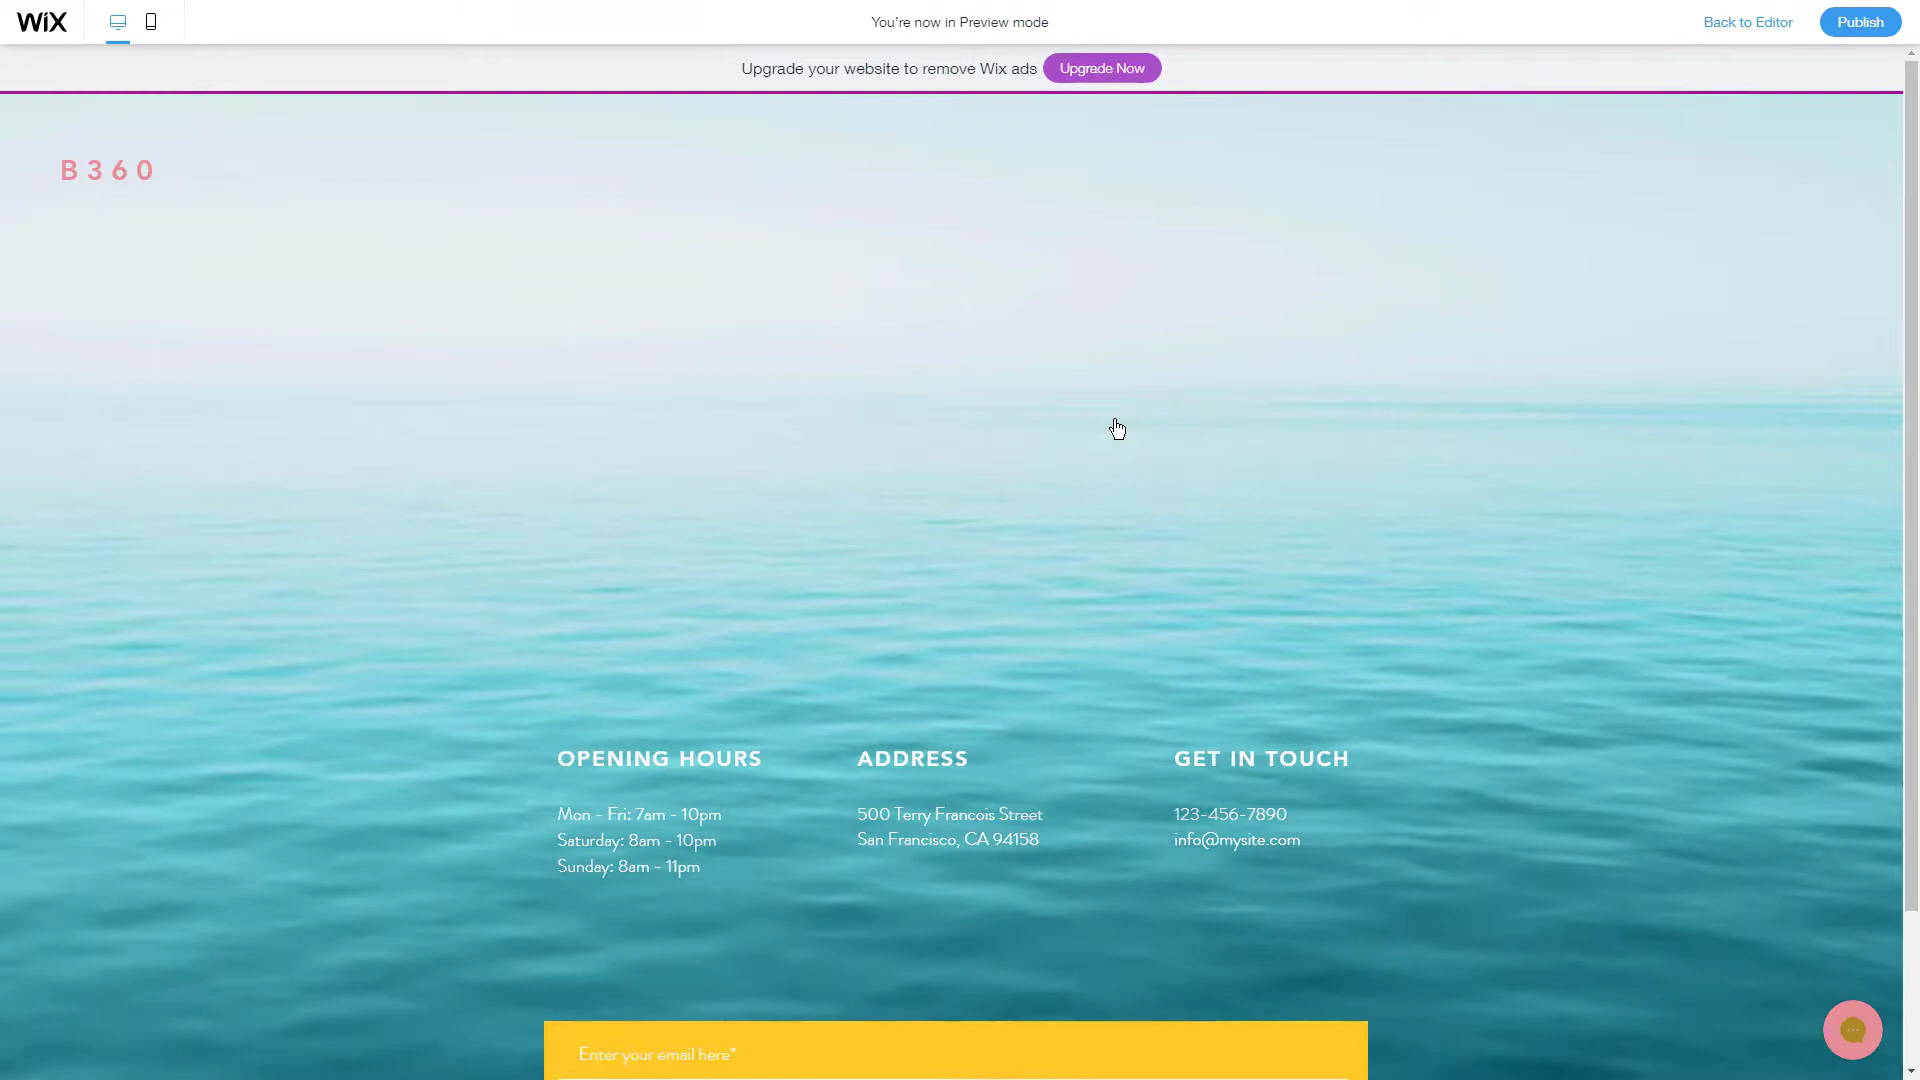 WiX
You're now in Preview mode
Back to Editor
Publish
Upgrade your website to remove Wix ads
Upgrade Now
B360
OPENING HOURS
Mon - Fri: 7am - 10pm
Saturday: 8am - 10pm
Sunday: 8am - 11pm
ADDRESS
500 Terry Francois Street
San Francisco, CA 94158
GET IN TOUCH
123-456-7890
info@mysite.com
Enter your email here*